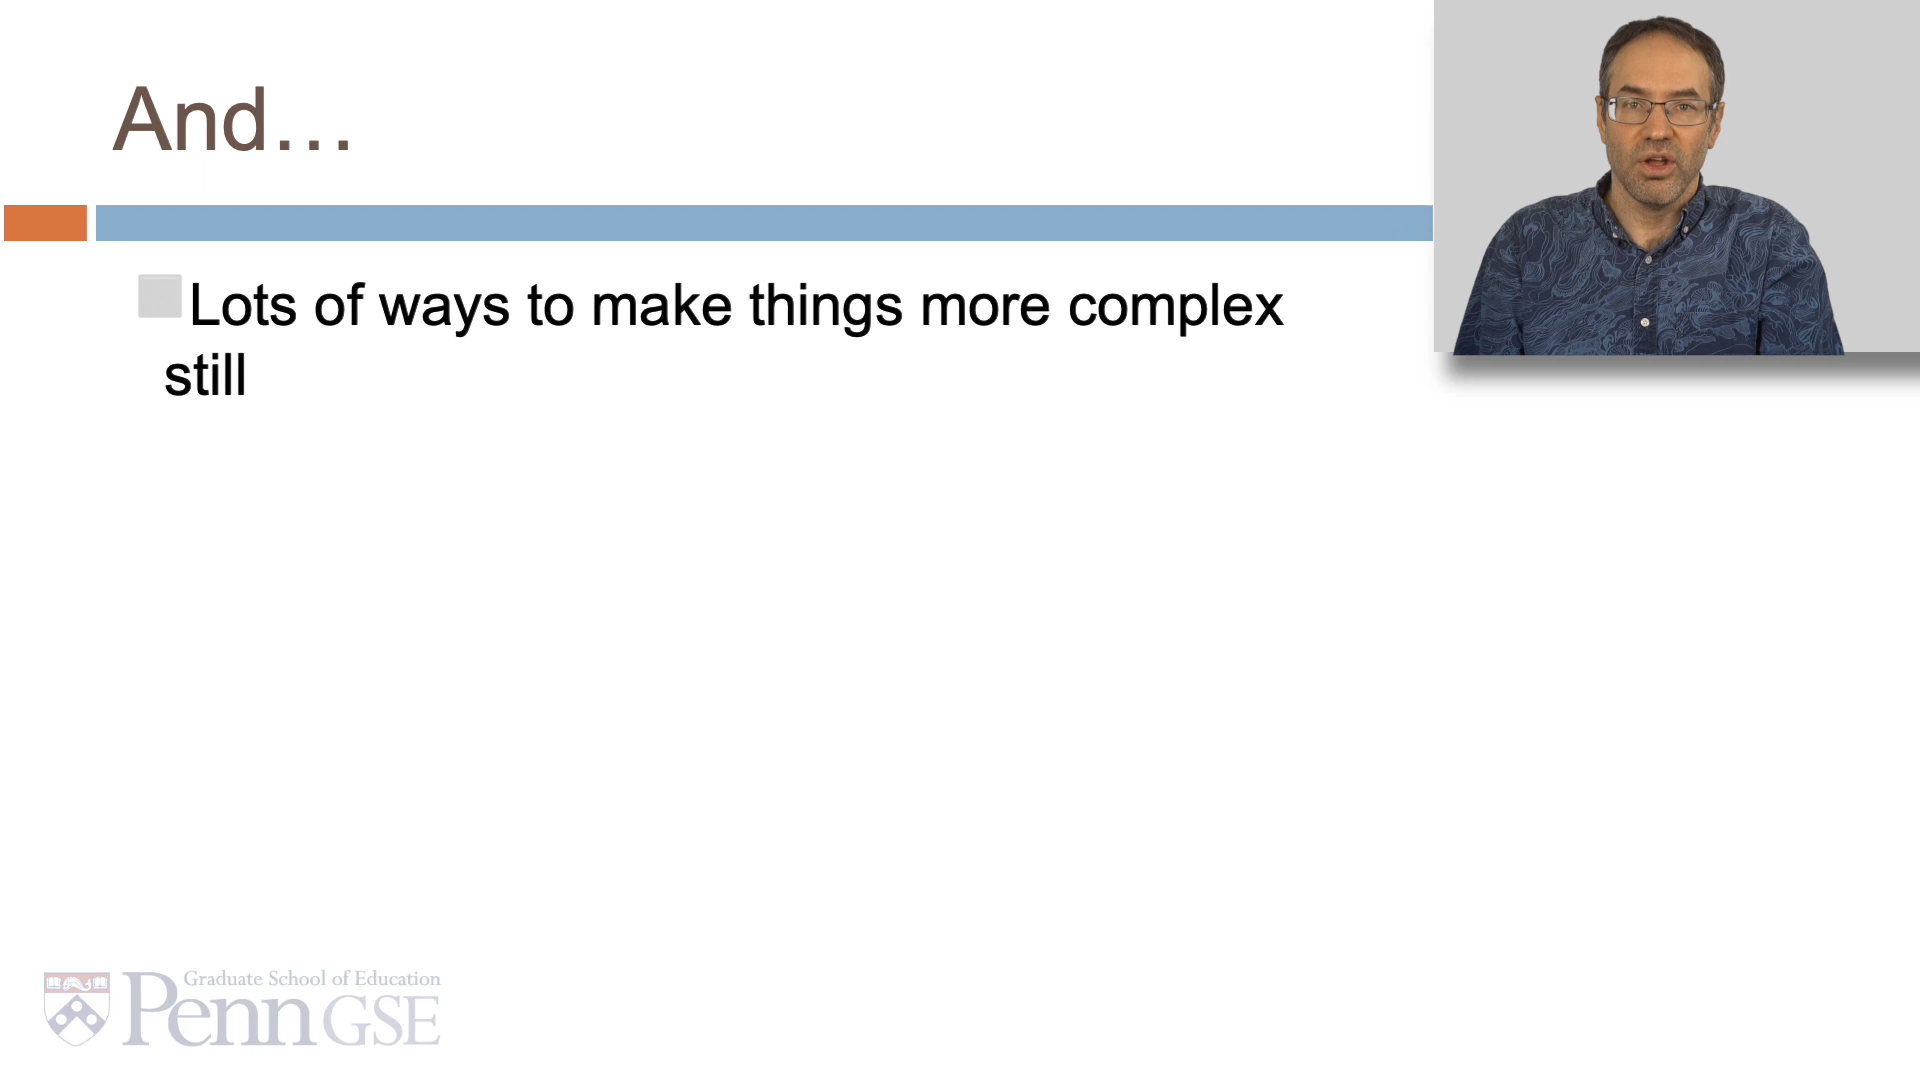 And…
Lots of ways to make things more complex
still
Graduate School of Education
Penn GSE